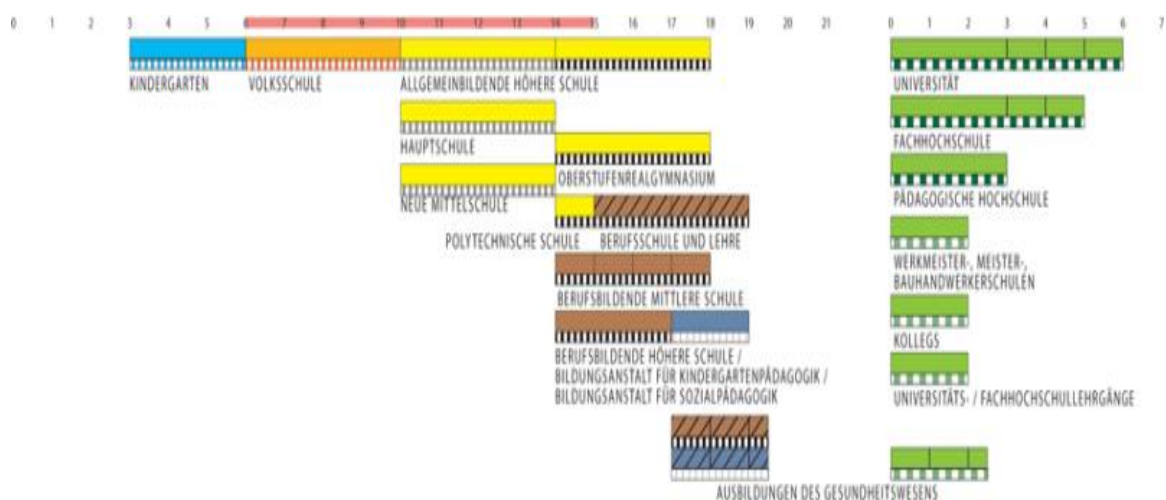 0 1 2 3 4 5 6 7 8 9 10 11 12 13 14 15 16 17 18 19 20 21 0 1 2 3 4 5 6 7
KINDERGARTEN VOLKSSCHULE ALLGEMEINBILDENDE HÖHERE SCHULE
HAUPTSCHULE
OBERSTUFENREALGYMNASIUM
NEUE MITTELSCHULE
POLYTECHNISCHE SCHULE BERUFSSCHULE UND LEHRE
BERUFSBILDENDE MITTLERE SCHULE
BERUFSBILDENDE HÖHERE SCHULE /
BILDUNGSANSTALT FÜR KINDERGARTENPÄDAGOGIK /
BILDUNGSANSTALT FÜR SOZIALPÄDAGOGIK
AUSBILDUNGEN DES GESUNDHEITSWESENS
UNIVERSITÄT
FACHHOCHSCHULE
PÄDAGOGISCHE HOCHSCHULE
WERKMEISTER-, MEISTER-,
BAUHANDWERKERSCHULEN
KOLLEGS
UNIVERSITÄTS- / FACHHOCHSCHULLEHRGÄNGE